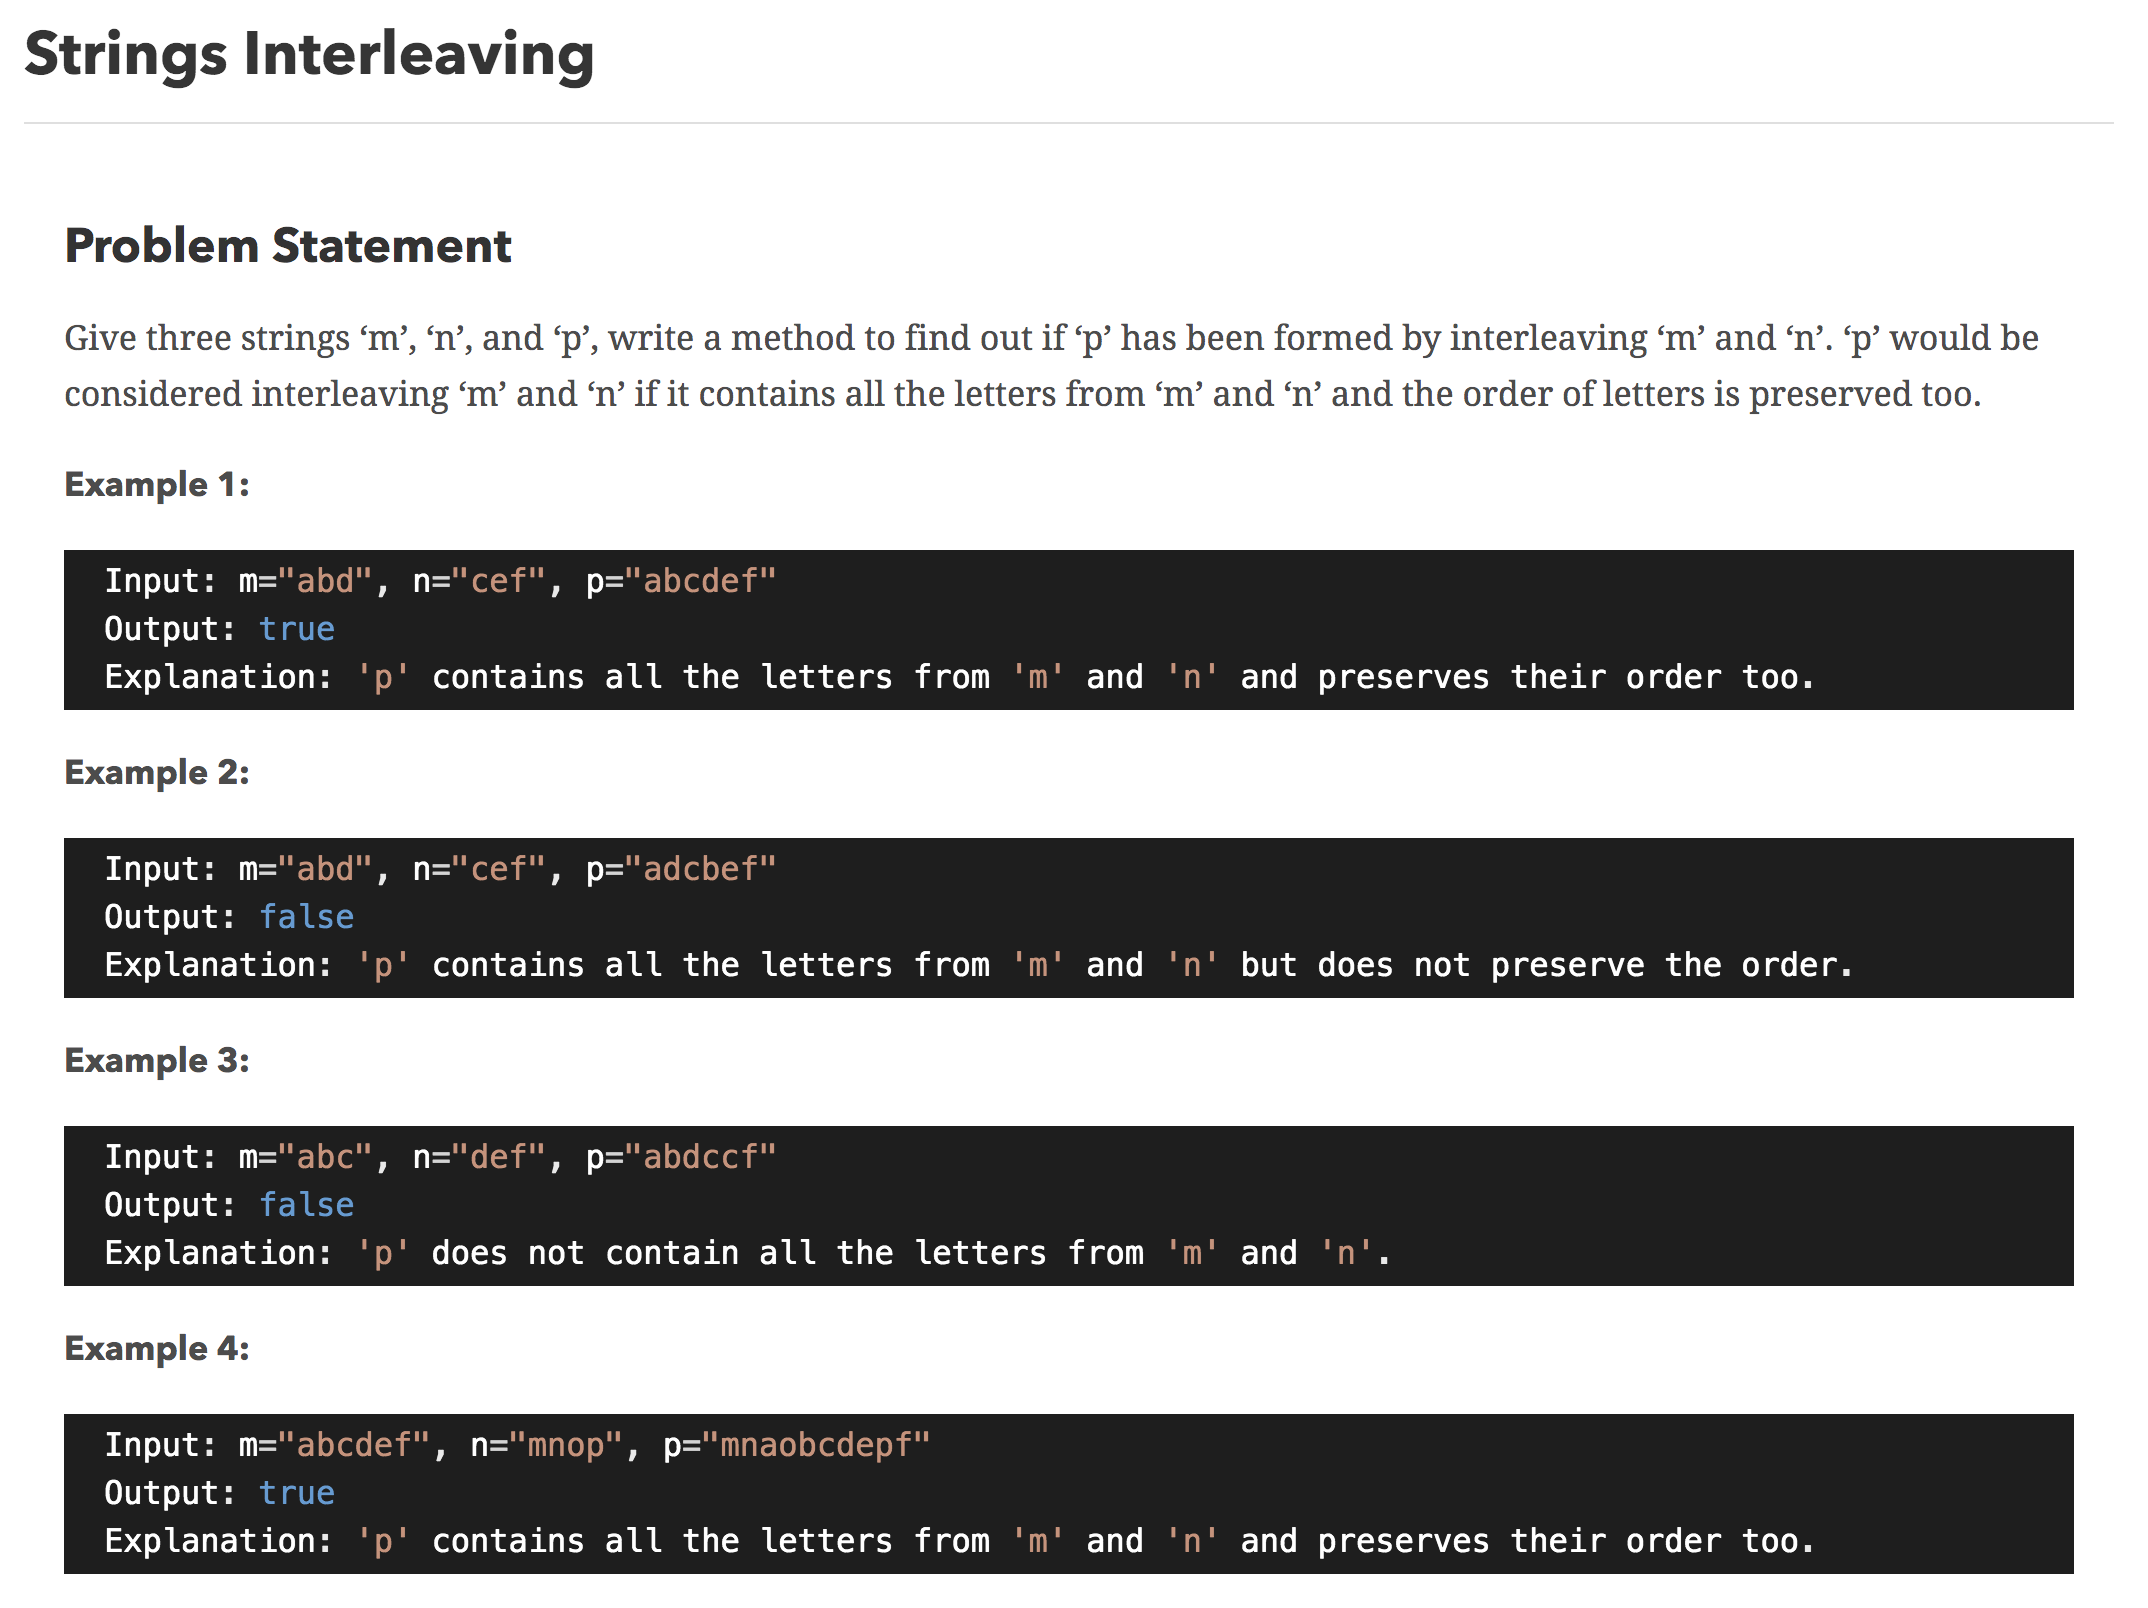 Strings Interleaving
Problem Statement
Give three strings ‘m’, ‘n’, and ‘p’, write a method to find out if ‘p’ has been formed by interleaving ‘m’ and ‘n’. ‘p’ would be
considered interleaving ‘m’ and ‘n’ if it contains all the letters from ‘m’ and ‘n’ and the order of letters is preserved too.
Example 1:
Input: m="abd", n="cef", p="abcdef"
Output: true
Explanation: 'p' contains all the letters from 'm' and 'n' and preserves their order too.
Example 2:
Input: m="abd", n="cef", p="adcbef"
Output: false
Explanation: 'p' contains all the letters from 'm' and 'n' but does not preserve the order.
Example 3:
Input: m="abc", n="def", p="abdccf"
Output: false
Explanation: 'p' does not contain all the letters from 'm' and 'n'.
Example 4:
Input: m="abcdef", n="mnop", p="mnaobcdepf"
Output: true
Explanation: 'p' contains all the letters from 'm' and 'n' and preserves their order too.